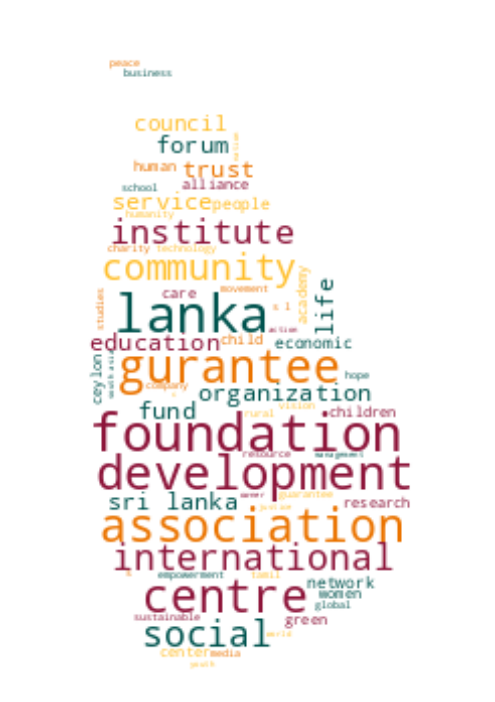 peace
business
council
forum
human trust
school alliance
service people
humanity
institute
charity technology
community
academy
movement
care
studies
lanka
s l
life
action
education child economic
ceylon
gurantee
hope
company
organization
fund
rural vision children
foundation
resource management
development
owner guarantee
sri lanka
justice
research
association
international
tamil
empowerment
network
women
centre
global
sustainable
green
social
world
center media
youth